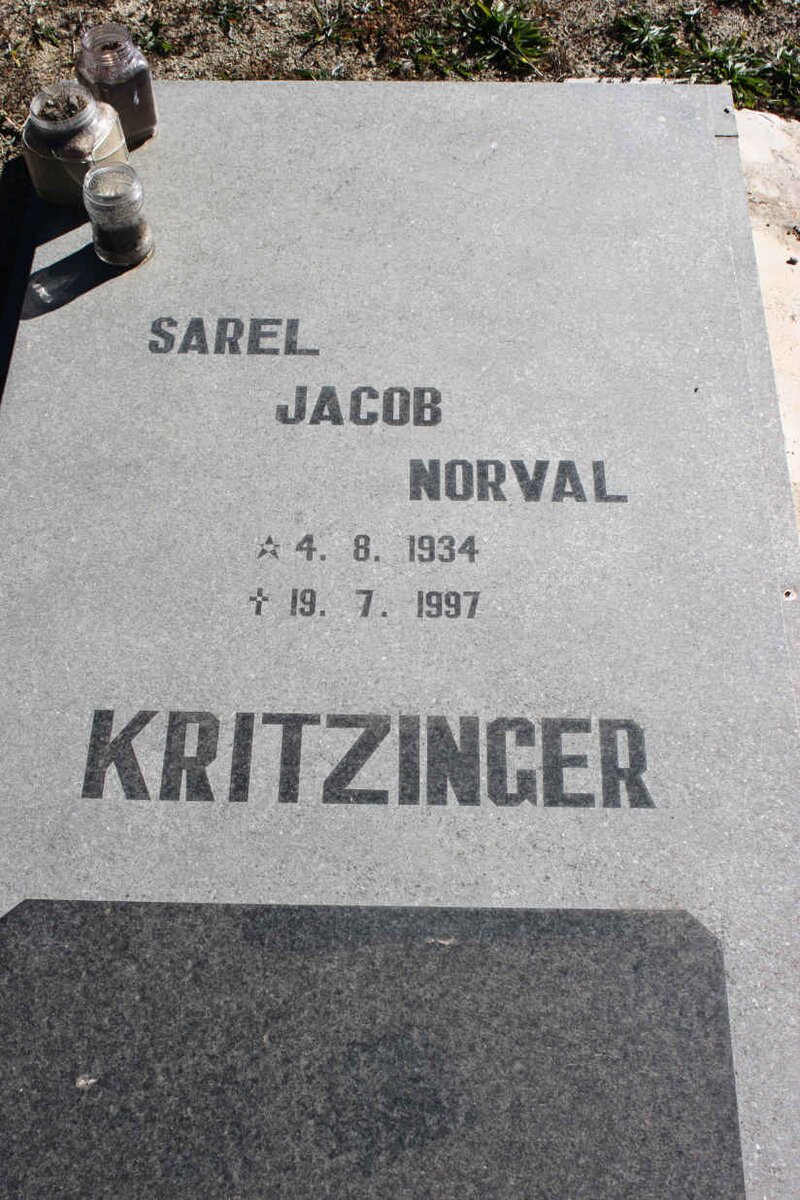 SAREL
JACOB
NORVAL
☆ 4. 8. 1934
✝ 19. 7. 1997
KRITZINGER